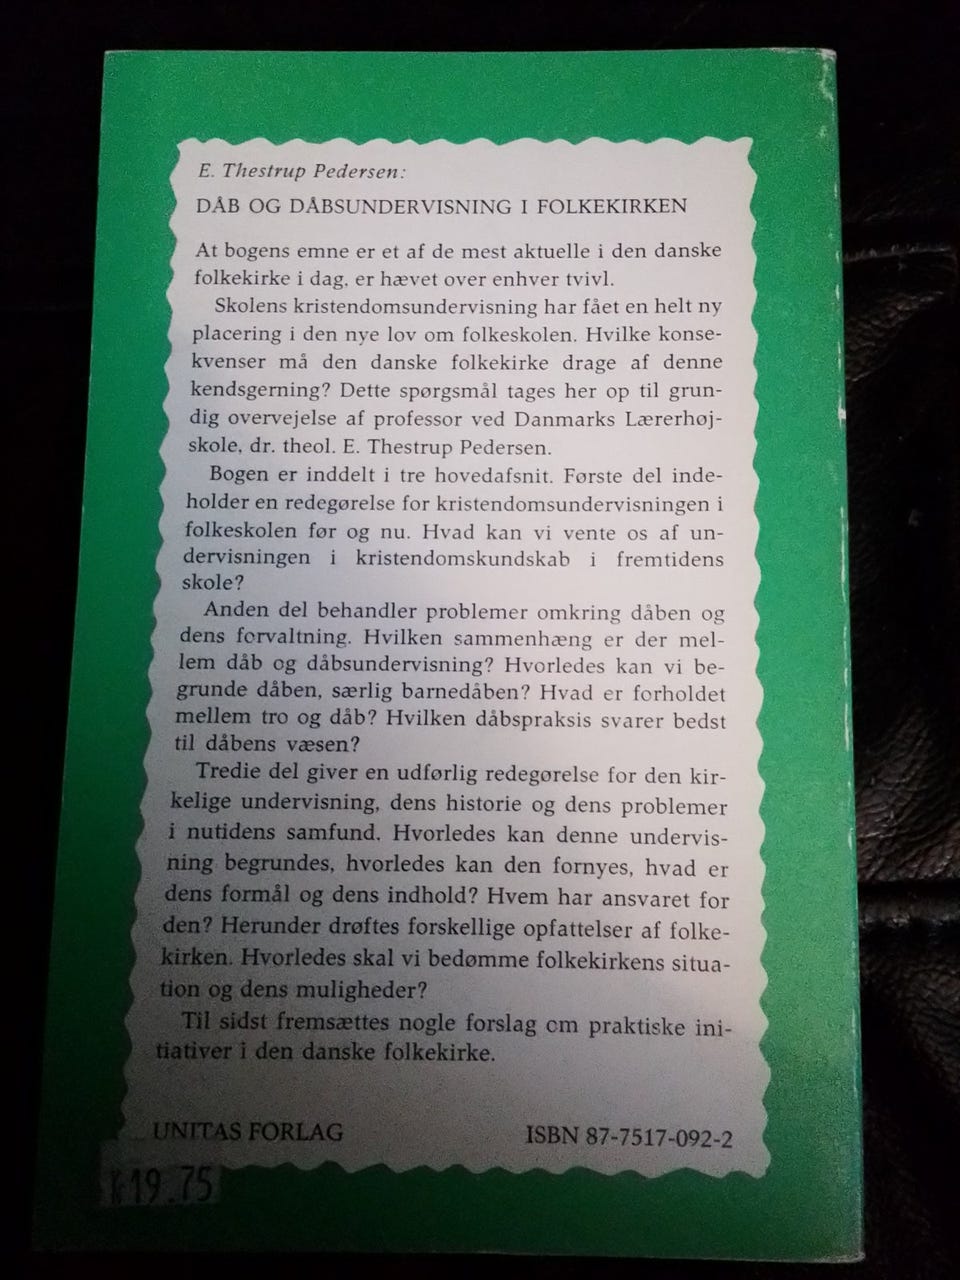 E. Thestrup Pedersen:
DÅB OG DÅBSUNDERVISNING I FOLKEKIRKEN
At bogens emne er et af de mest aktuelle i den danske
folkekirke i dag, er hævet over enhver tvivl.
Skolens kristendomsundervisning har fået en helt ny
placering i den nye lov om folkeskolen. Hvilke konse-
kvenser må den danske folkekirke drage af denne
kendsgerning? Dette spørgsmål tages her op til grun-
dig overvejelse af professor ved Danmarks Lærerhøj-
skole, dr. theol. E. Thestrup Pedersen.
Bogen er inddelt i tre hovedafsnit. Første del inde-
holder en redegørelse for kristendomsundervisningen i
folkeskolen før og nu. Hvad kan vi vente os af un-
dervisningen i kristendomskundskab i fremtidens
skole?
Anden del behandler problemer omkring dåben og
dens forvaltning. Hvilken sammenhæng er der mel-
lem dåb og dåbsundervisning? Hvorledes kan vi be-
grunde dåben, særlig barnedåben? Hvad er forholdet
mellem tro og dåb? Hvilken dåbspraksis svarer bedst
til dåbens væsen?
Tredie del giver en udførlig redegørelse for den kir-
kelige undervisning, dens historie og dens problemer
i nutidens samfund. Hvorledes kan denne undervis-
ning begrundes, hvorledes kan den fornyes, hvad er
dens formål og dens indhold? Hvem har ansvaret for
den? Herunder drøftes forskellige opfattelser af folke-
kirken. Hvorledes skal vi bedømme folkekirkens situa-
tion og dens muligheder?
Til sidst fremsættes nogle forslag om praktiske ini-
tiativer i den danske folkekirke.
UNITAS FORLAG
ISBN 87-7517-092-2
Kr 19.75